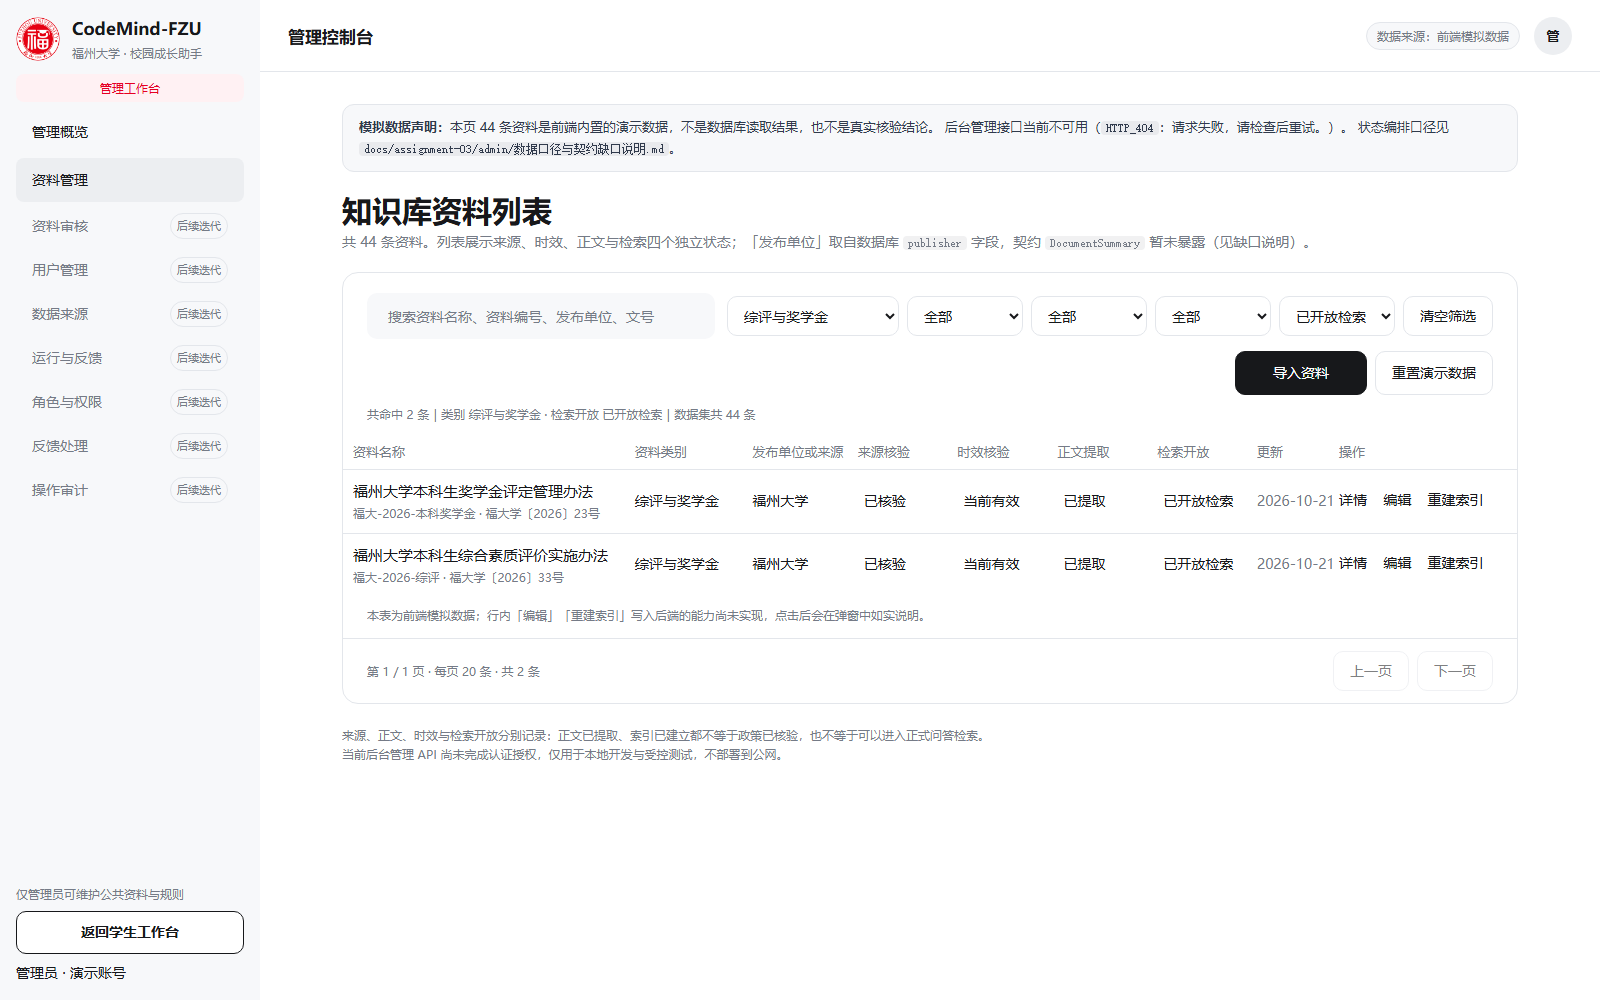 CodeMind-FZU
福州大学 · 校园成长助手
管理工作台
管理概览
资料管理
资料审核 后续迭代
用户管理 后续迭代
数据来源 后续迭代
运行与反馈 后续迭代
角色与权限 后续迭代
反馈处理 后续迭代
操作审计 后续迭代
仅管理员可维护公共资料与规则
返回学生工作台
管理员 · 演示账号
管理控制台
数据来源：前端模拟数据
管
模拟数据声明：本页 44 条资料是前端内置的演示数据，不是数据库读取结果，也不是真实核验结论。 后台管理接口当前不可用（ HTTP_404 ：请求失败，请检查后重试。）。 状态编排口径见
docs/assignment-03/admin/数据口径与契约缺口说明.md 。
知识库资料列表
共 44 条资料。列表展示来源、时效、正文与检索四个独立状态；「发布单位」取自数据库 publisher 字段，契约 DocumentSummary 暂未暴露（见缺口说明）。
搜索资料名称、资料编号、发布单位、文号
综评与奖学金 全部 全部 全部 已开放检索 清空筛选
导入资料 重置演示数据
共命中 2 条 | 类别 综评与奖学金 · 检索开放 已开放检索 | 数据集共 44 条
资料名称 资料类别 发布单位或来源 来源核验 时效核验 正文提取 检索开放 更新 操作
福州大学本科生奖学金评定管理办法
福大-2026-本科奖学金 · 福大学〔2026〕23号
综评与奖学金 福州大学 已核验 当前有效 已提取 已开放检索 2026-10-21 详情 编辑 重建索引
福州大学本科生综合素质评价实施办法
福大-2026-综评 · 福大学〔2026〕33号
综评与奖学金 福州大学 已核验 当前有效 已提取 已开放检索 2026-10-21 详情 编辑 重建索引
本表为前端模拟数据；行内「编辑」「重建索引」写入后端的能力尚未实现，点击后会在弹窗中如实说明。
第 1 / 1 页 · 每页 20 条 · 共 2 条
上一页 下一页
来源、正文、时效与检索开放分别记录：正文已提取、索引已建立都不等于政策已核验，也不等于可以进入正式问答检索。
当前后台管理 API 尚未完成认证授权，仅用于本地开发与受控测试，不部署到公网。